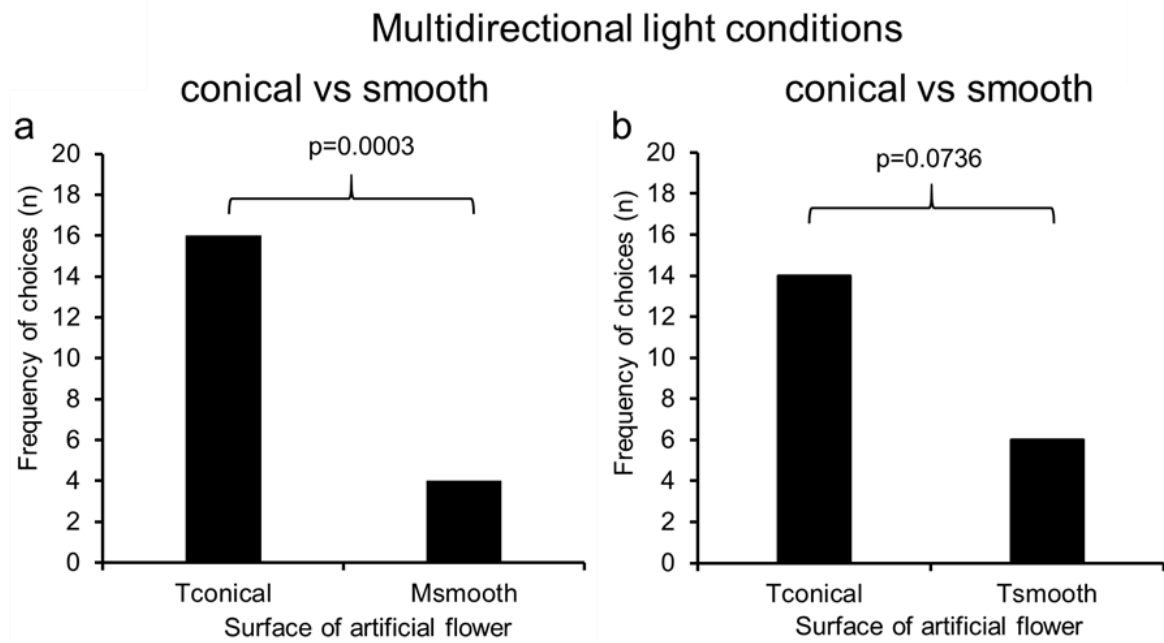 Multidirectional light conditions
conical vs smooth
a
p=0.0003
20
18
16
14
12
10
8
6
4
2
0
Frequency of choices (n)
Tconical Msmooth
Surface of artificial flower
conical vs smooth
b
p=0.0736
20
18
16
14
12
10
8
6
4
2
0
Frequency of choices (n)
Tconical Tsmooth
Surface of artificial flower